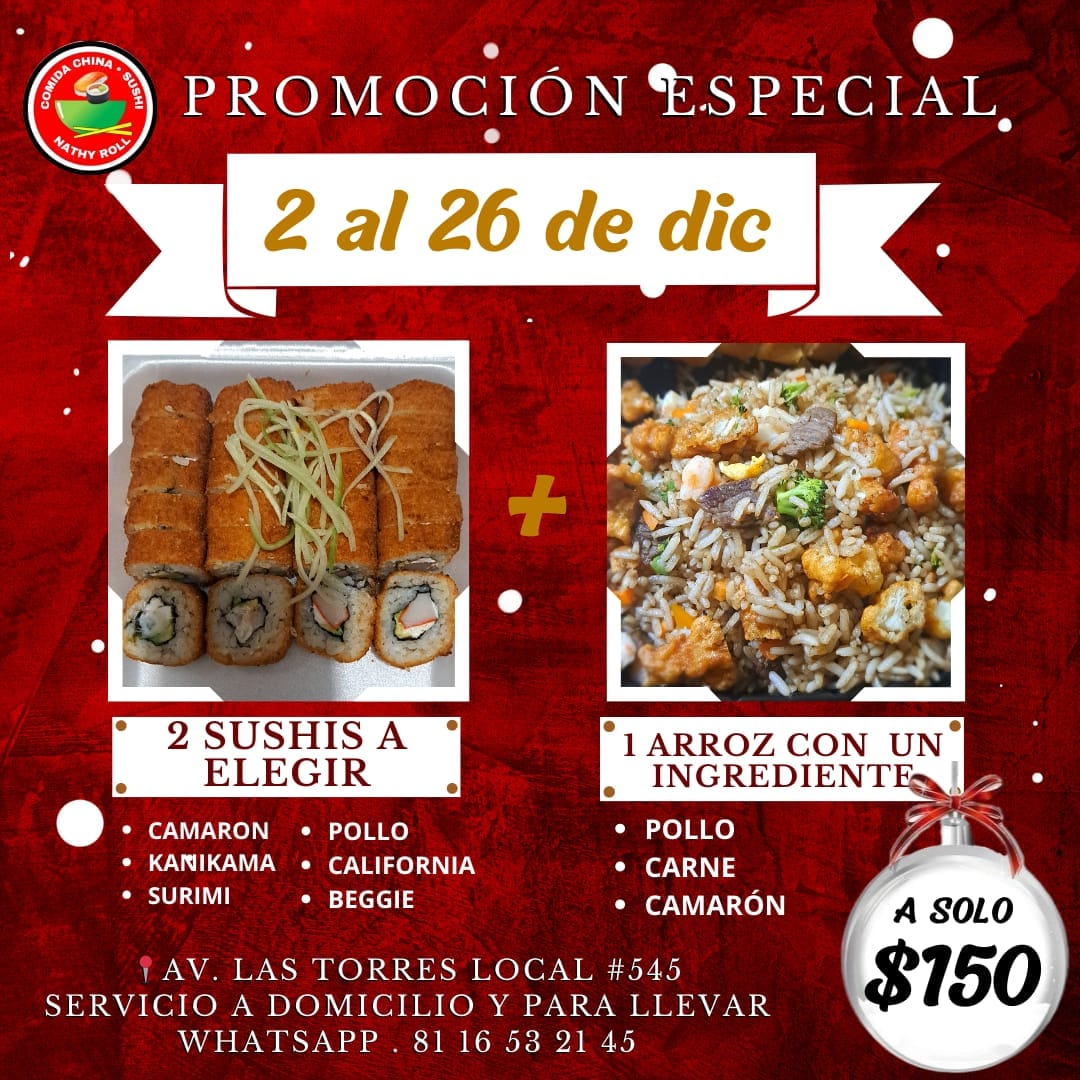 COMIDA CHINA • SUSHI
NATHY ROLL
PROMOCIÓN ESPECIAL
2 al 26 de dic
+
2 SUSHIS A
ELEGIR
1 ARROZ CON UN
INGREDIENTE
• CAMARON
• KANIKAMA
• SURIMI
• POLLO
• CALIFORNIA
• BEGGIE
• POLLO
• CARNE
• CAMARÓN
A SOLO
$150
AV. LAS TORRES LOCAL #545
SERVICIO A DOMICILIO Y PARA LLEVAR
WHATSAPP . 81 16 53 21 45